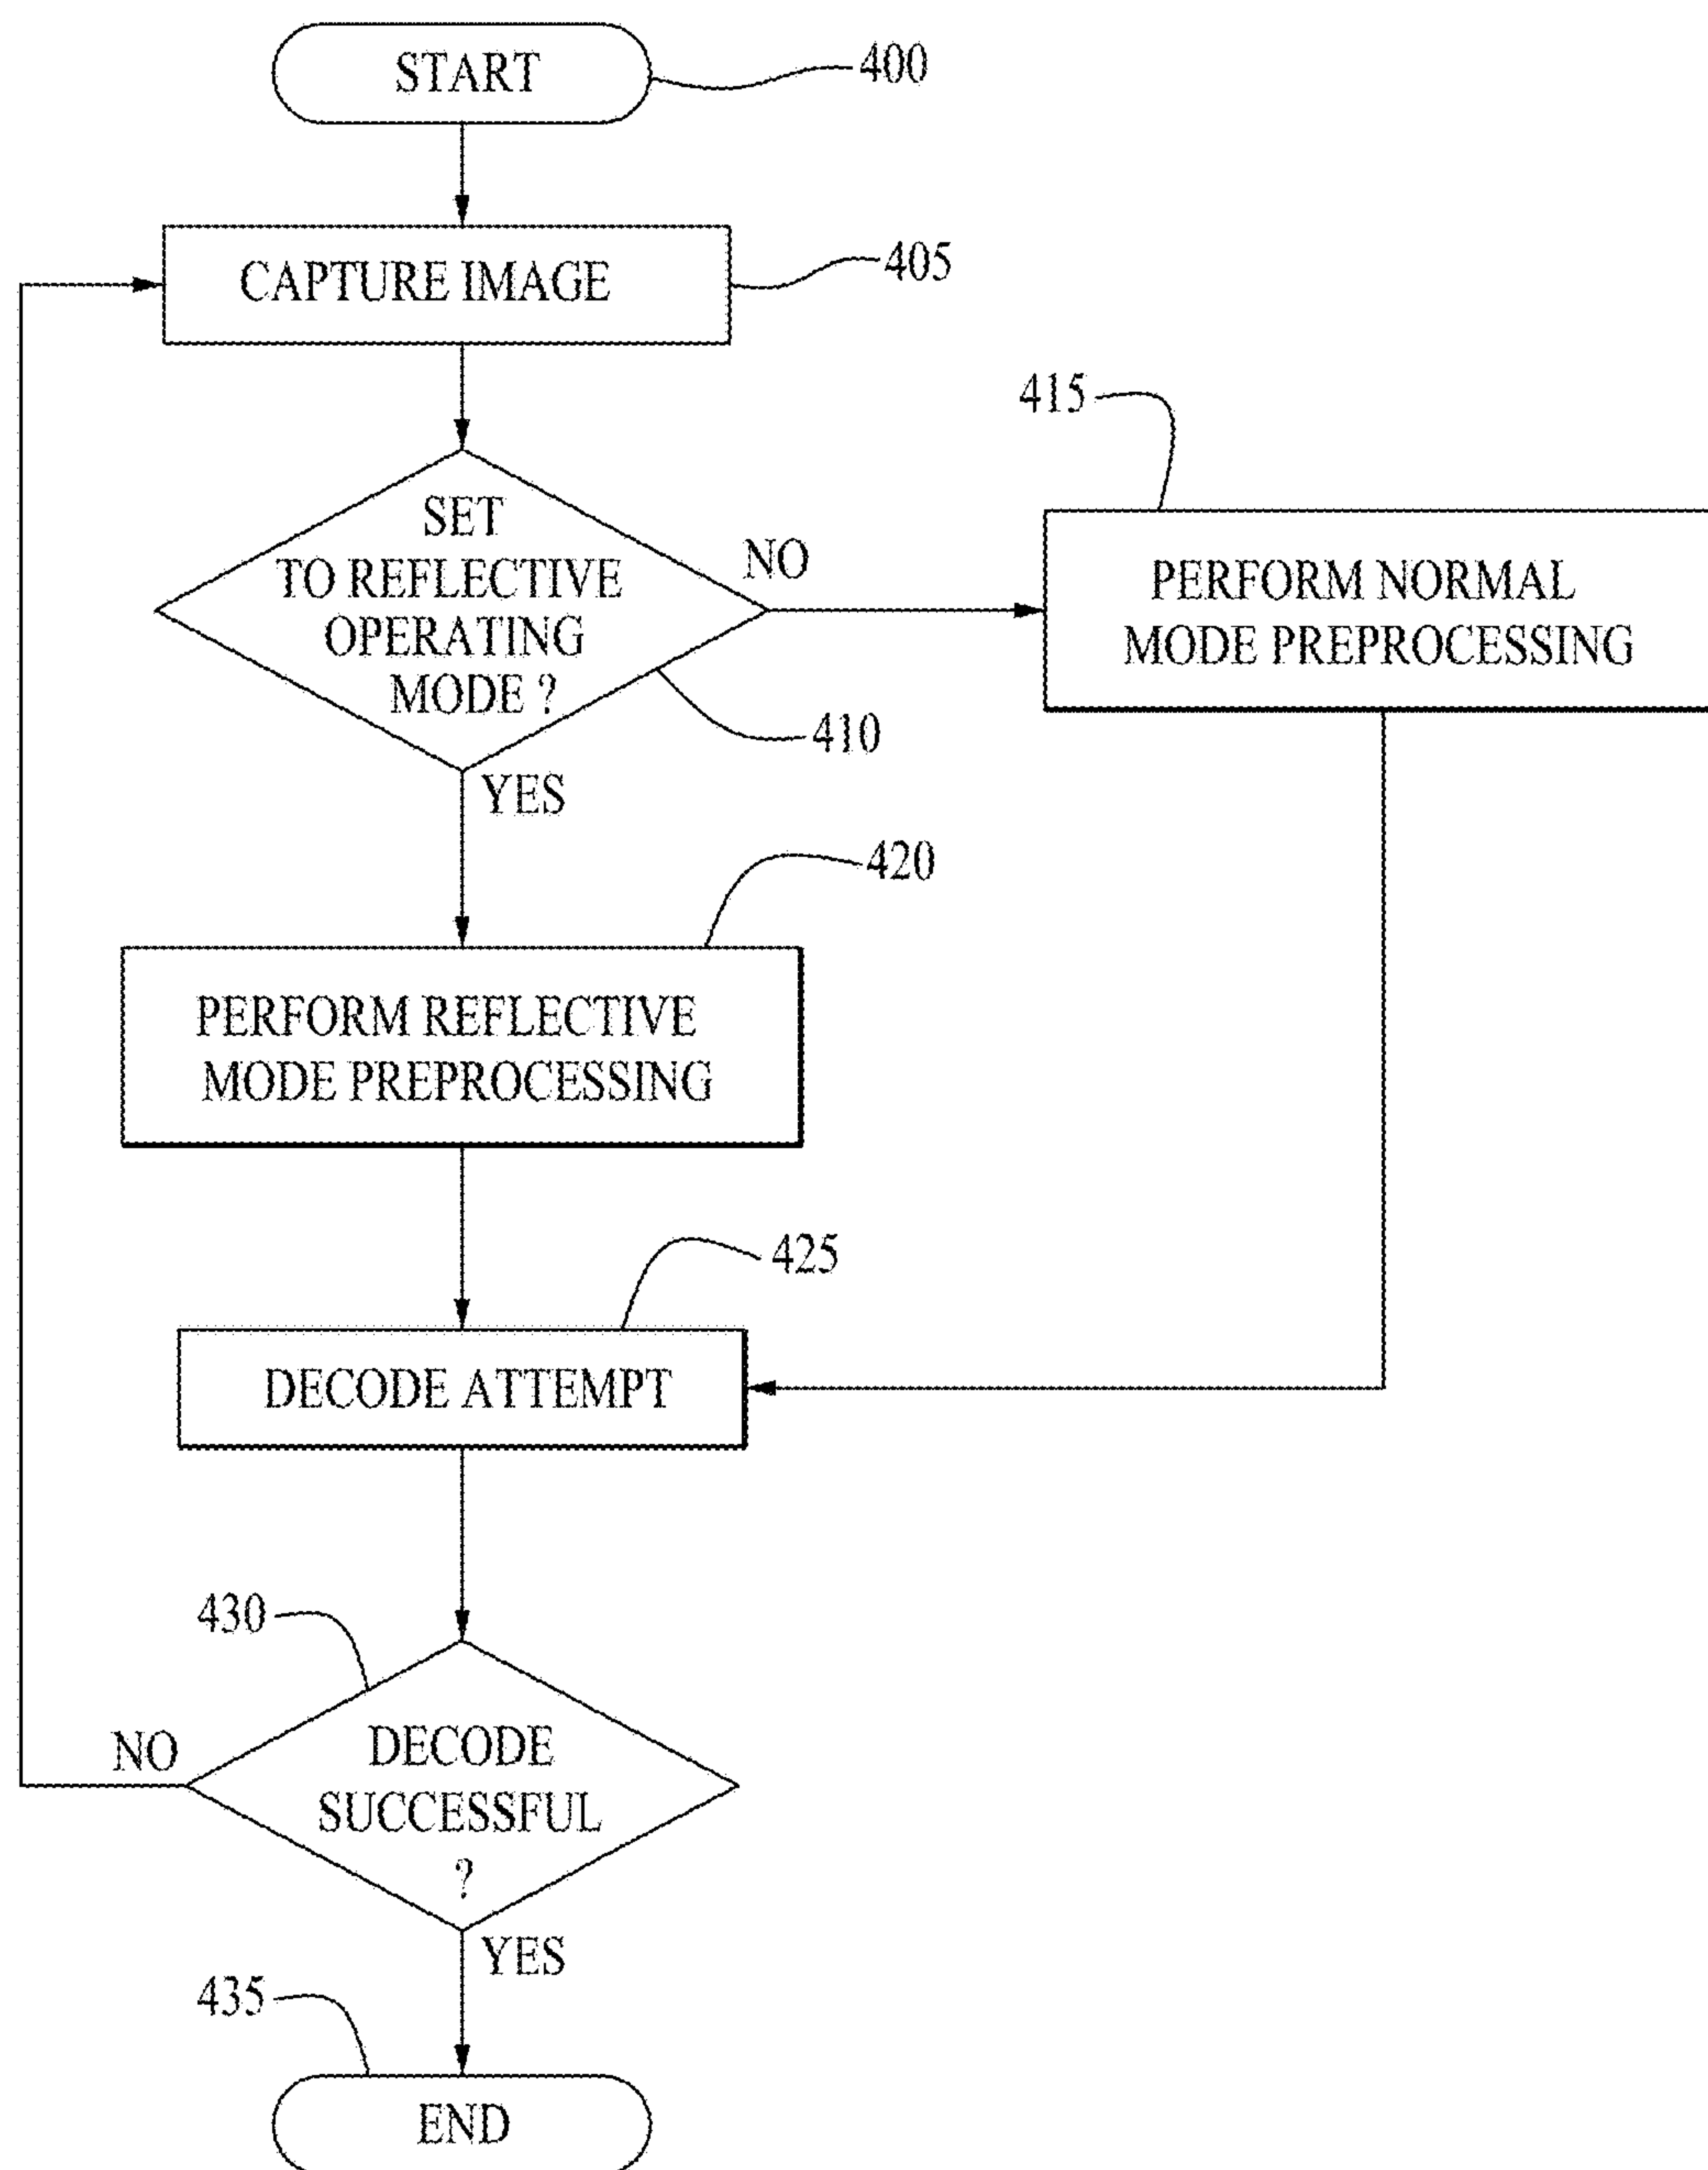 START
400
CAPTURE IMAGE
405
415
SET
TO REFLECTIVE
OPERATING
MODE ?
NO
PERFORM NORMAL
MODE PREPROCESSING
410
YES
420
PERFORM REFLECTIVE
MODE PREPROCESSING
425
DECODE ATTEMPT
430
NO
DECODE
SUCCESSFUL
?
YES
435
END